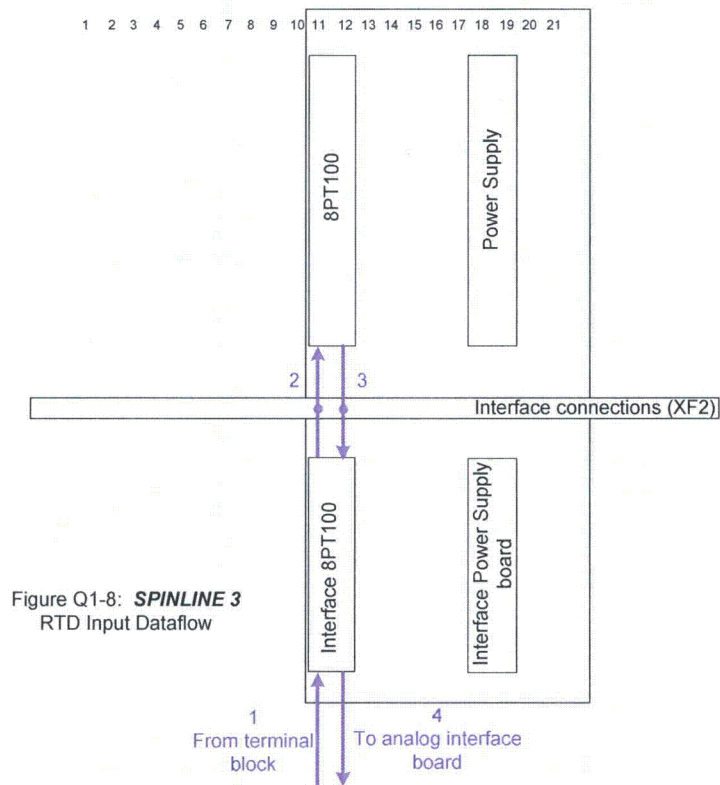 1 2 3 4 5 6 7 8 9 10 11 12 13 14 15 16 17 18 19 20 21
8PT100
Power Supply
2
3
Interface connections (XF2)
Interface 8PT100
Interface Power Supply
board
Figure Q1-8: SPINLINE 3
RTD Input Dataflow
1
From terminal
block
4
To analog interface
board